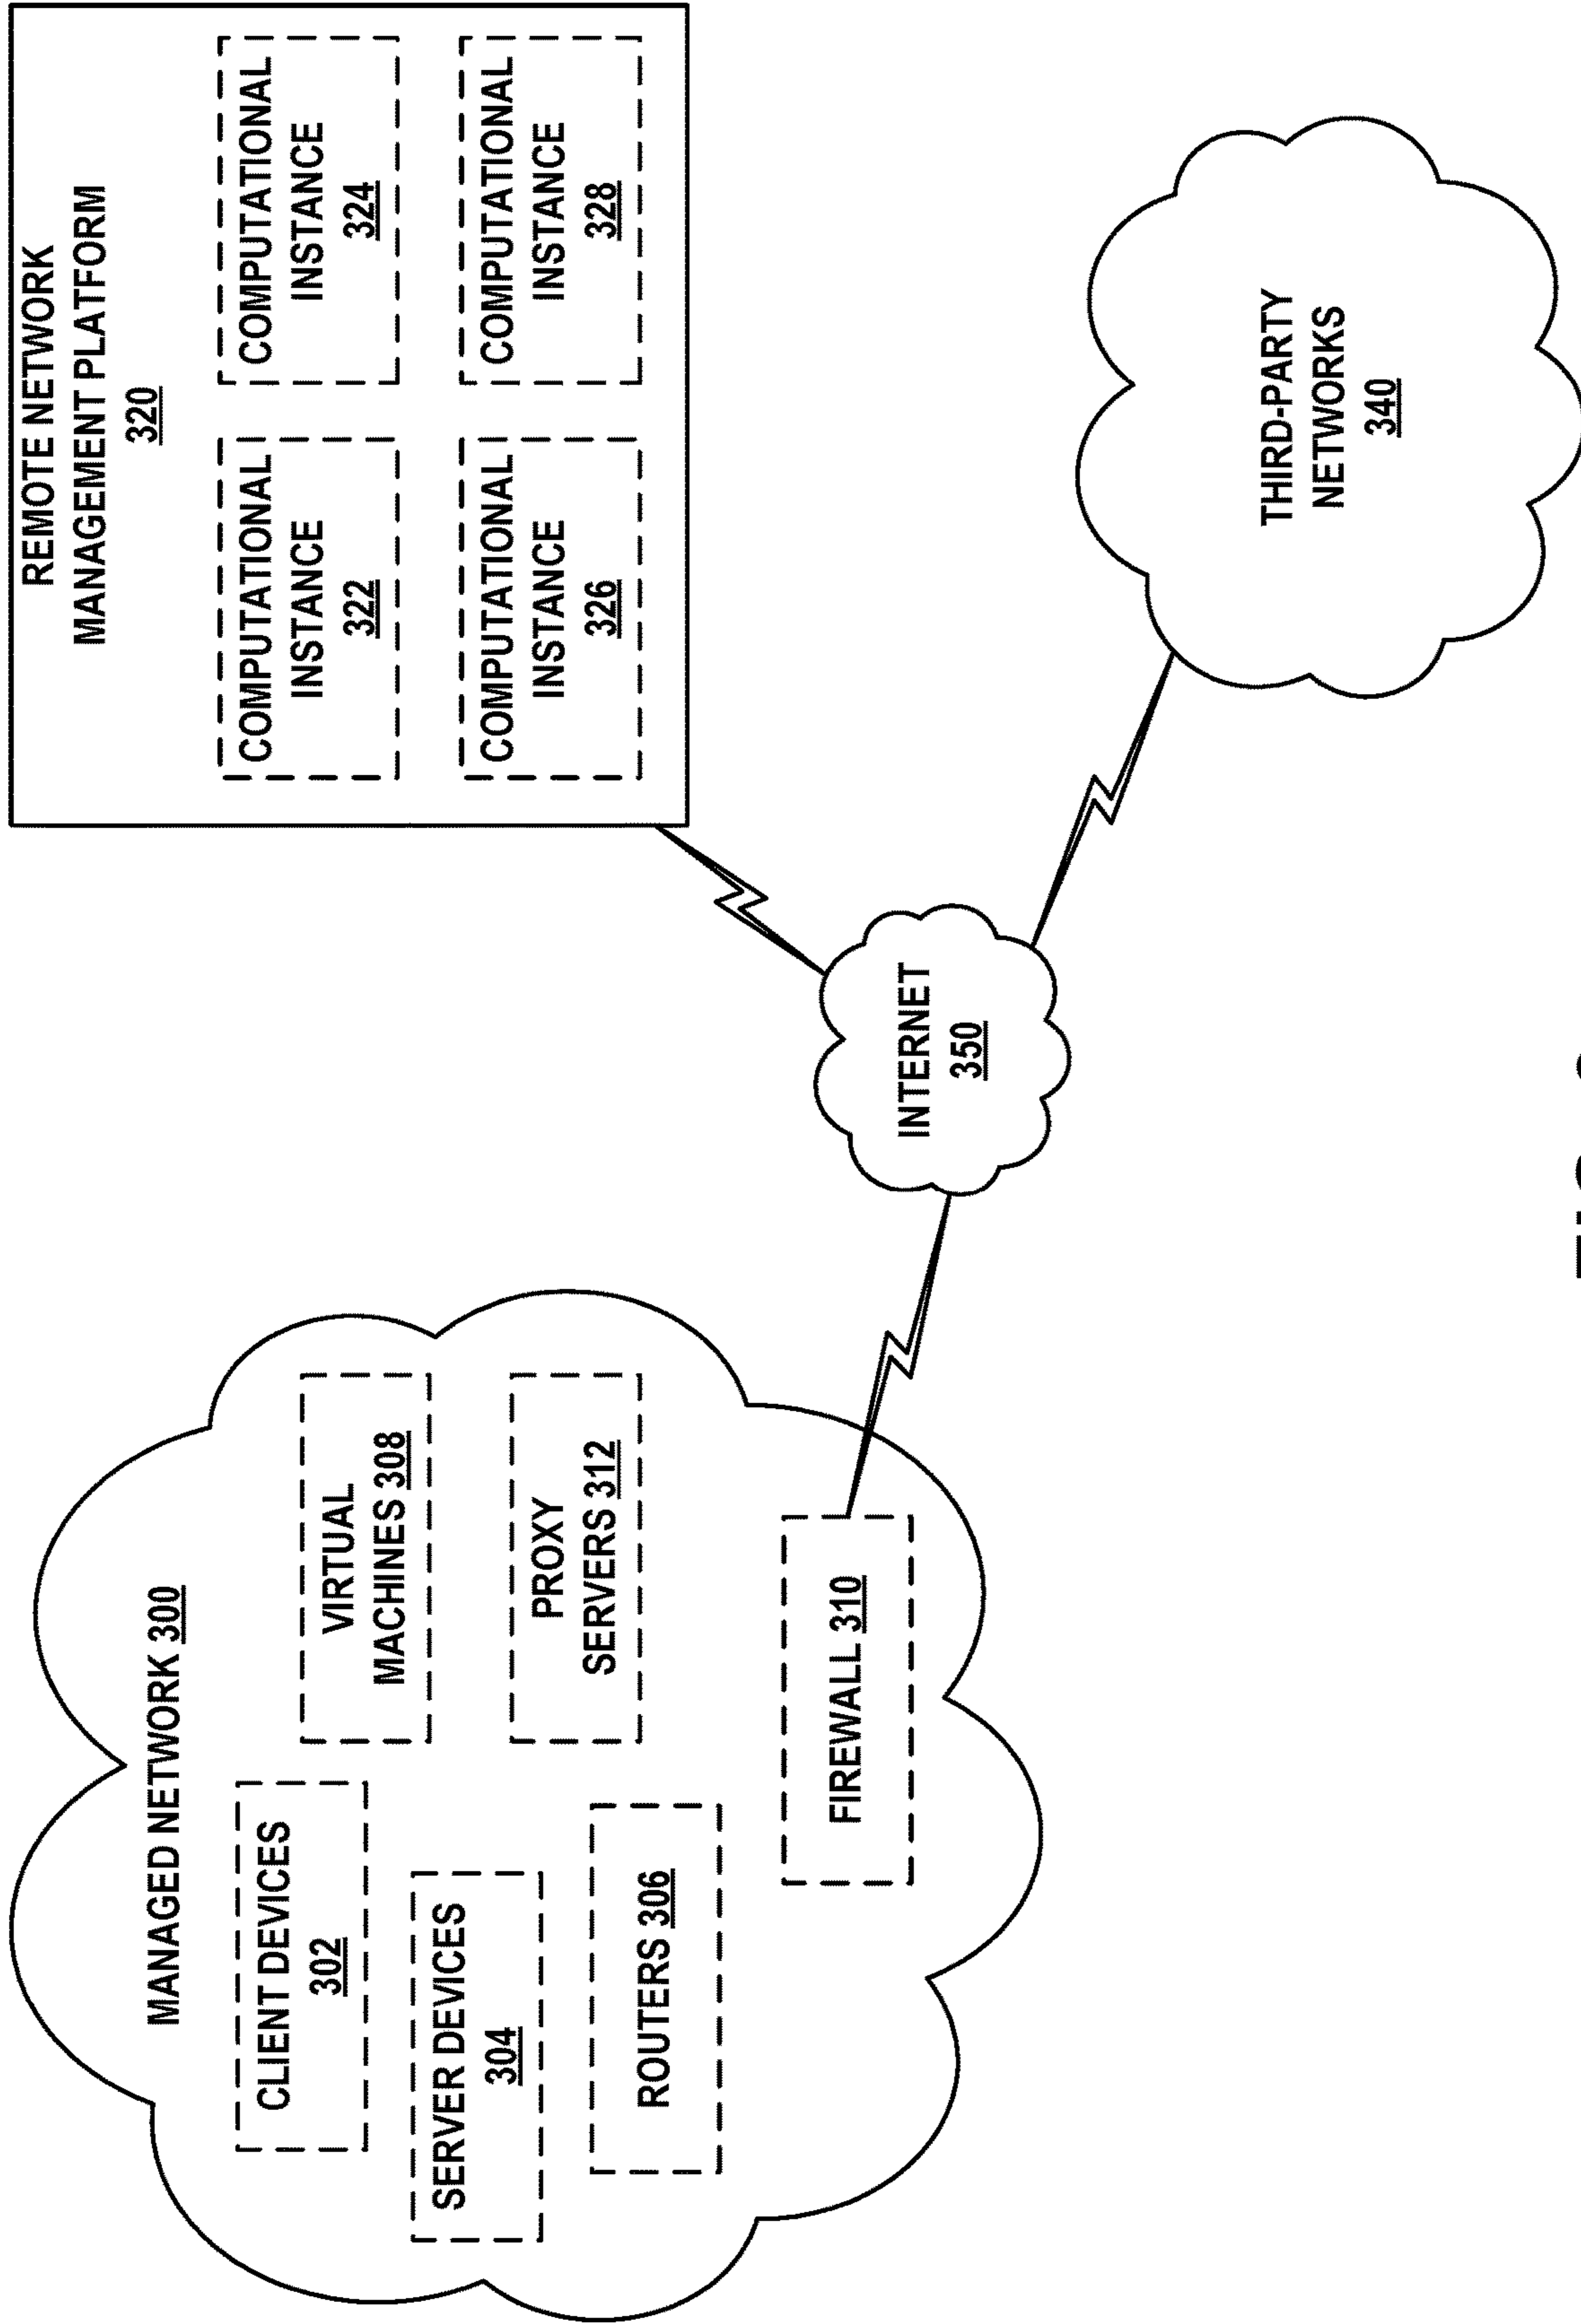 MANAGED NETWORK 300
CLIENT DEVICES
302
SERVER DEVICES
304
ROUTERS 306
VIRTUAL
MACHINES 308
PROXY
SERVERS 312
FIREWALL 310
INTERNET
350
REMOTE NETWORK
MANAGEMENT PLATFORM
320
COMPUTATIONAL
INSTANCE
322
COMPUTATIONAL
INSTANCE
324
COMPUTATIONAL
INSTANCE
326
COMPUTATIONAL
INSTANCE
328
THIRD-PARTY
NETWORKS
340